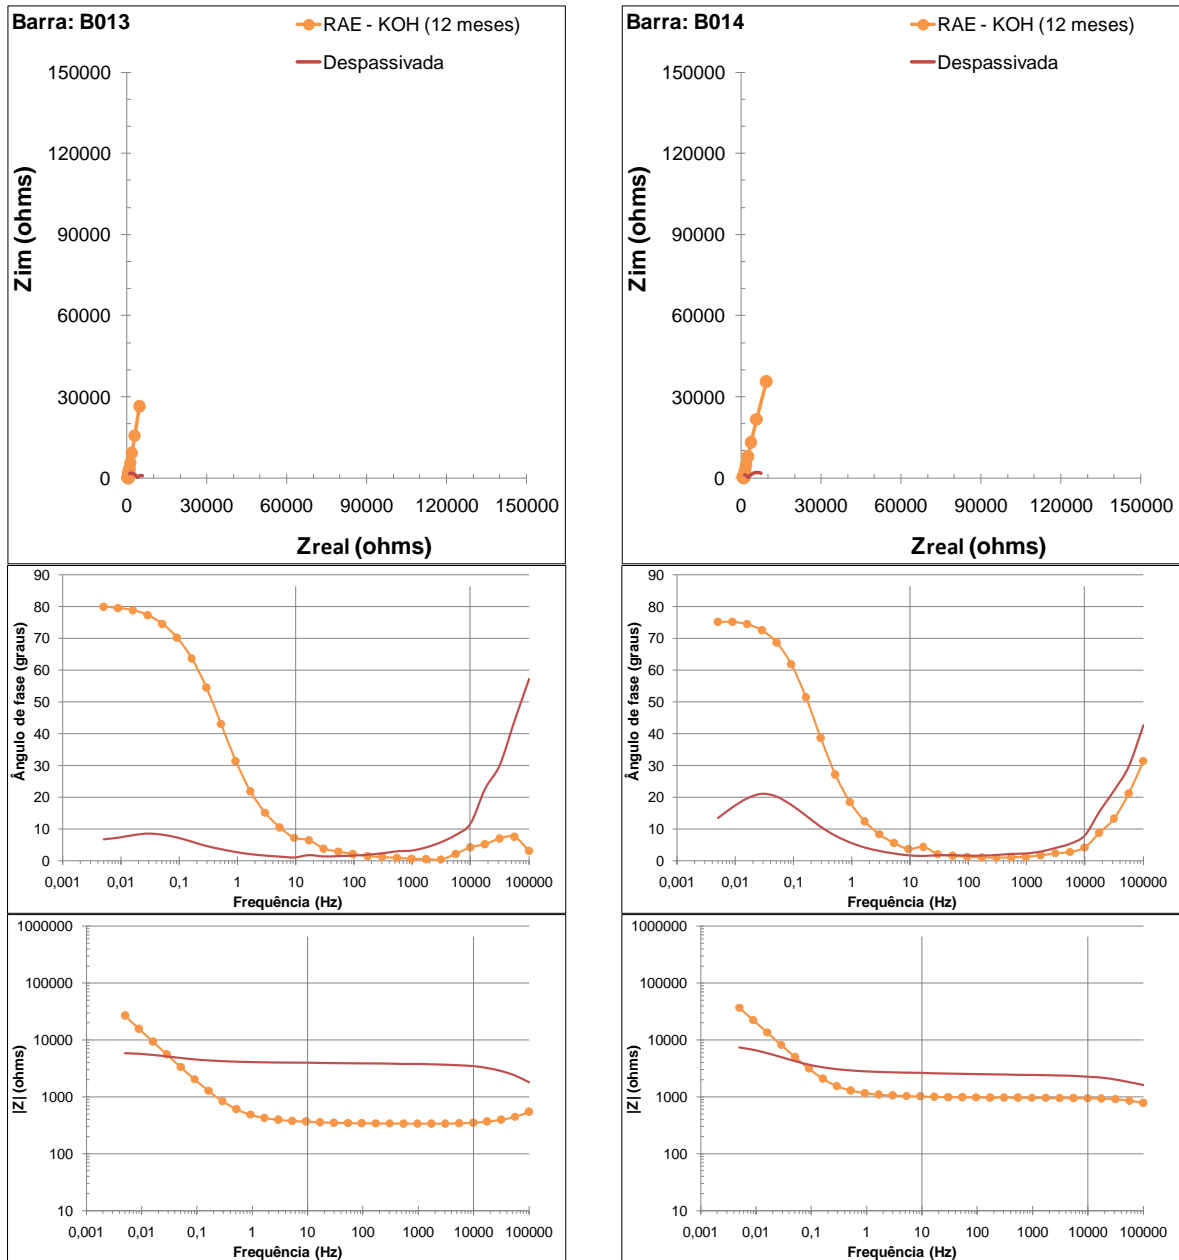 Barra: B013
RAE - KOH (12 meses)
Despassivada
150000
120000
90000
60000
30000
0
Zim (ohms)
0 30000 60000 90000 120000 150000
Zreal (ohms)
90
80
70
60
50
40
30
20
10
0
Ângulo de fase (graus)
0,001 0,01 0,1 1 10 100 1000 10000 100000
Frequência (Hz)
1000000
100000
10000
1000
100
10
|Z| (ohms)
0,001 0,01 0,1 1 10 100 1000 10000 100000
Frequência (Hz)
Barra: B014
RAE - KOH (12 meses)
Despassivada
150000
120000
90000
60000
30000
0
Zim (ohms)
0 30000 60000 90000 120000 150000
Zreal (ohms)
90
80
70
60
50
40
30
20
10
0
Ângulo de fase (graus)
0,001 0,01 0,1 1 10 100 1000 10000 100000
Frequência (Hz)
1000000
100000
10000
1000
100
10
|Z| (ohms)
0,001 0,01 0,1 1 10 100 1000 10000 100000
Frequência (Hz)